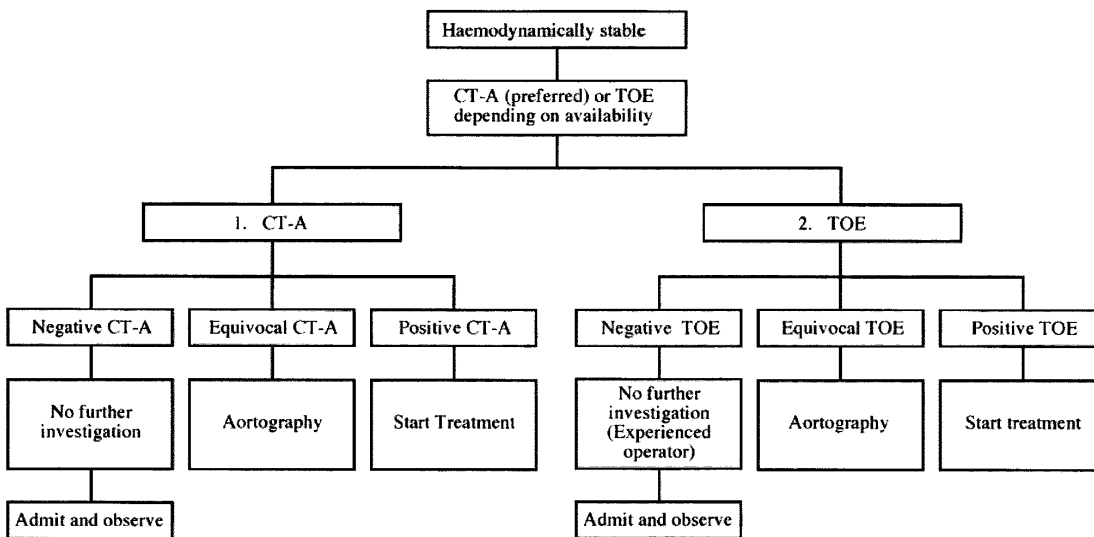 Haemodynamically stable
CT-A (preferred) or TOE
depending on availability
1. CT-A
2. TOE
Negative CT-A
Equivocal CT-A
Positive CT-A
Negative TOE
Equivocal TOE
Positive TOE
No further
investigation
Aortography
Start Treatment
No further
investigation
(Experienced
operator)
Aortography
Start treatment
Admit and observe
Admit and observe